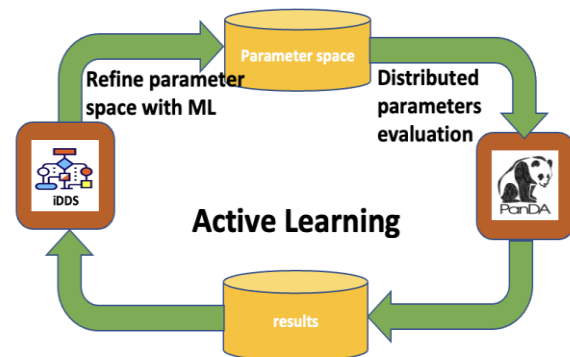 Parameter space
Refine parameter
space with ML
Distributed
parameters
evaluation
iDDS
PanDA
Active Learning
results